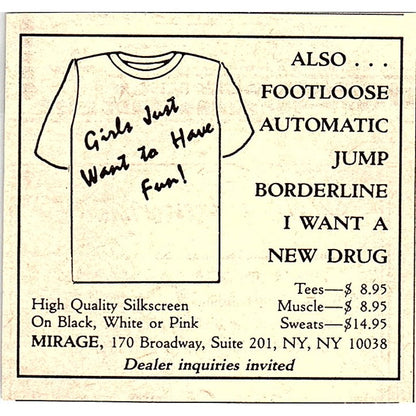 Girls Just
Want to Have
Fun!
ALSO . . .
FOOTLOOSE
AUTOMATIC
JUMP
BORDERLINE
I WANT A
NEW DRUG
High Quality Silkscreen
On Black, White or Pink
Tees—$ 8.95
Muscle—$ 8.95
Sweats—$14.95
MIRAGE, 170 Broadway, Suite 201, NY, NY 10038
Dealer inquiries invited